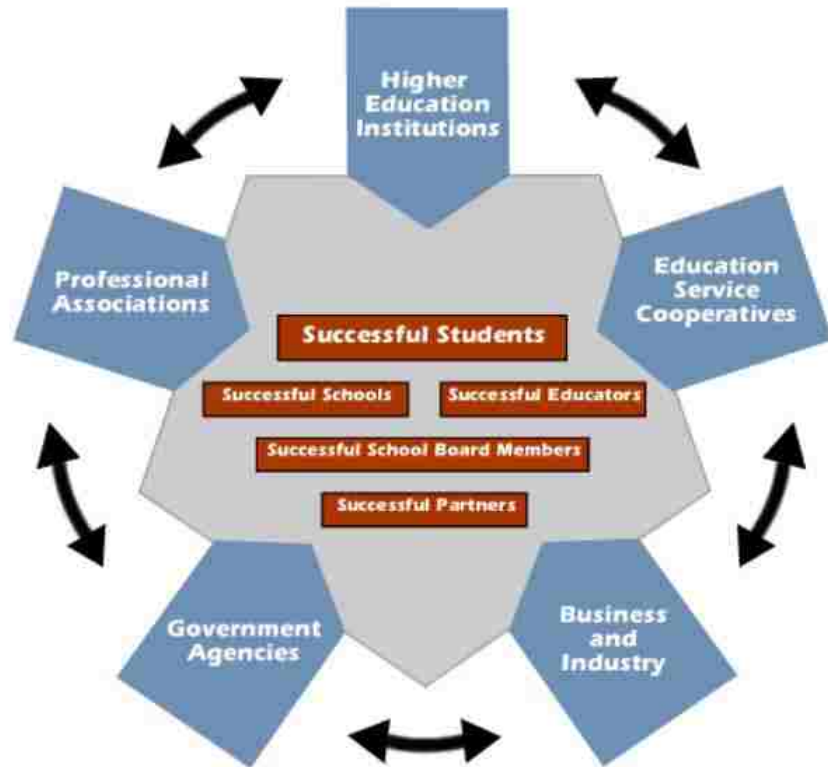 Higher
Education
Institutions
Professional
Associations
Education
Service
Cooperatives
Successful Students
Successful Schools
Successful Educators
Successful School Board Members
Successful Partners
Government
Agencies
Business
and
Industry